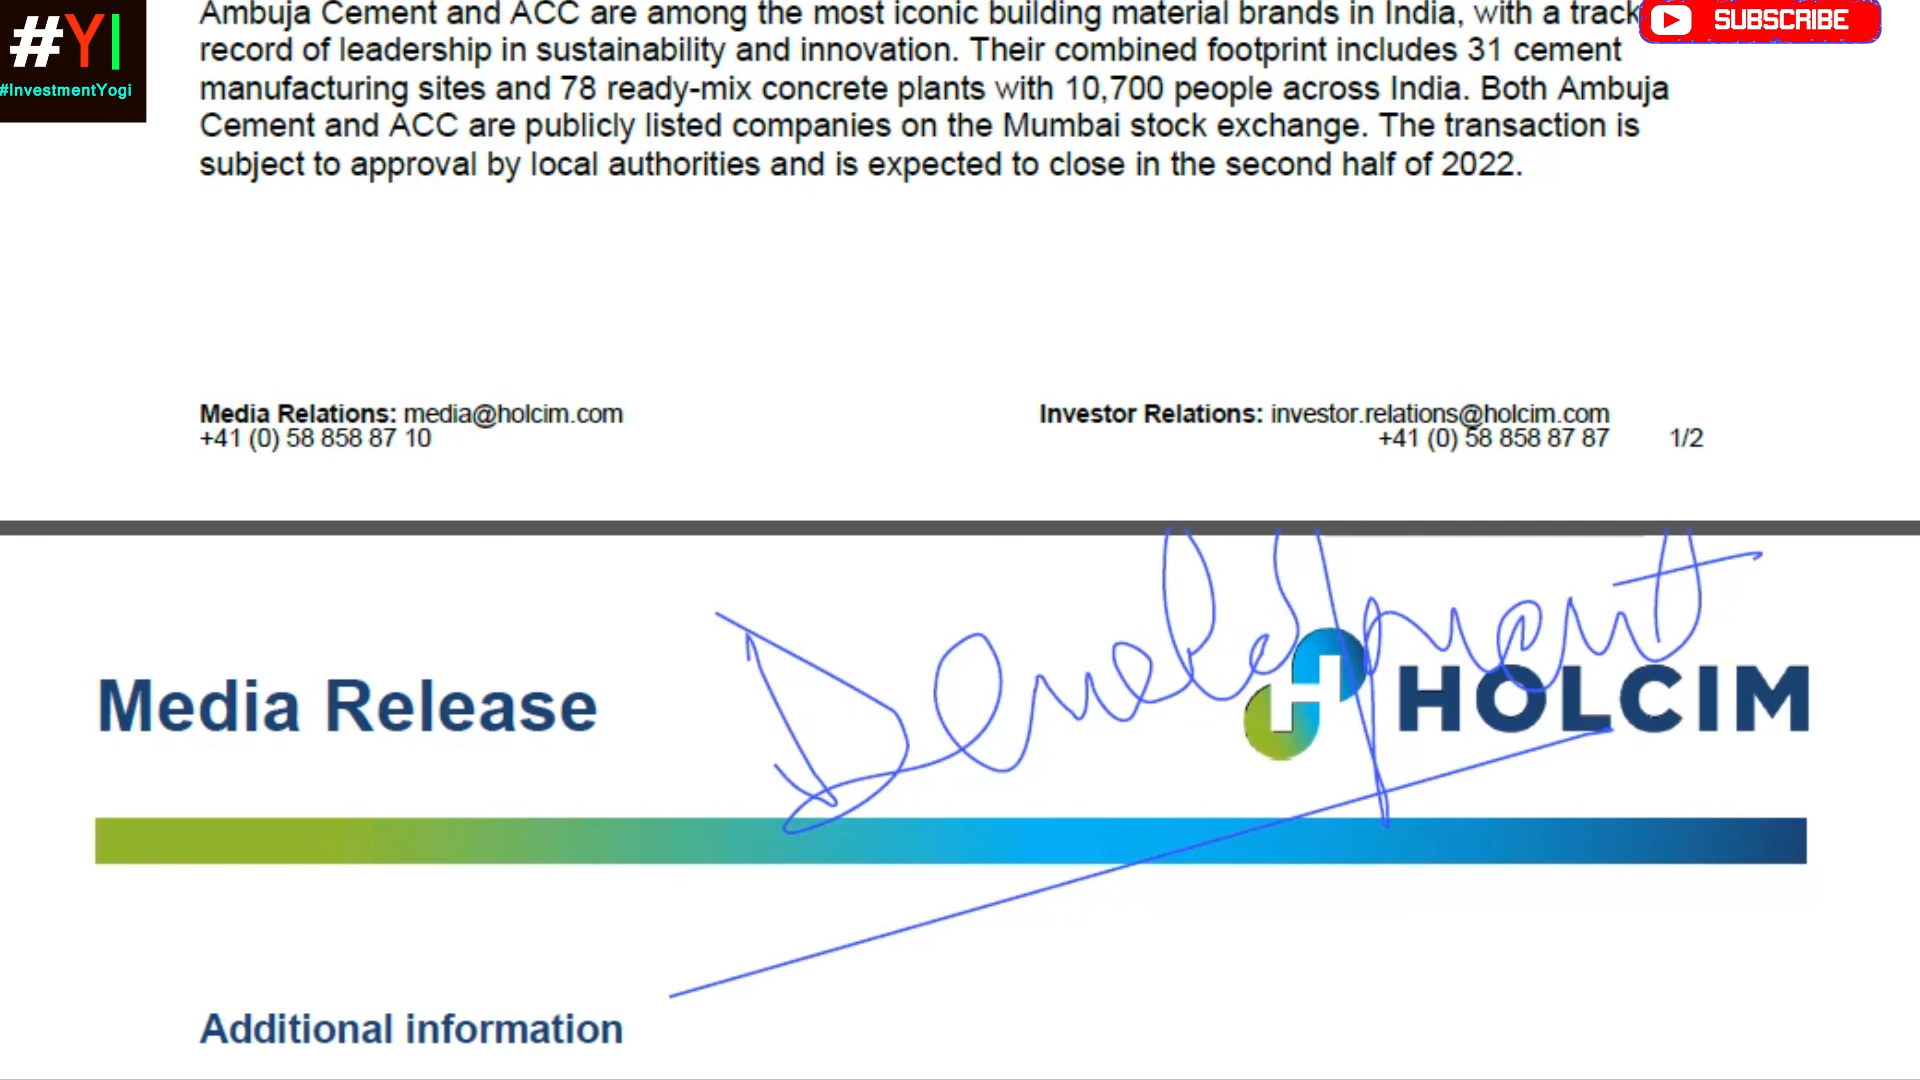 #YI
#InvestmentYogi
SUBSCRIBE
Ambuja Cement and ACC are among the most iconic building material brands in India, with a track
record of leadership in sustainability and innovation. Their combined footprint includes 31 cement
manufacturing sites and 78 ready-mix concrete plants with 10,700 people across India. Both Ambuja
Cement and ACC are publicly listed companies on the Mumbai stock exchange. The transaction is
subject to approval by local authorities and is expected to close in the second half of 2022.
Media Relations: media@holcim.com
+41 (0) 58 858 87 10
Investor Relations: investor.relations@holcim.com
+41 (0) 58 858 87 87
1/2
Development
Media Release
HOLCIM
Additional information